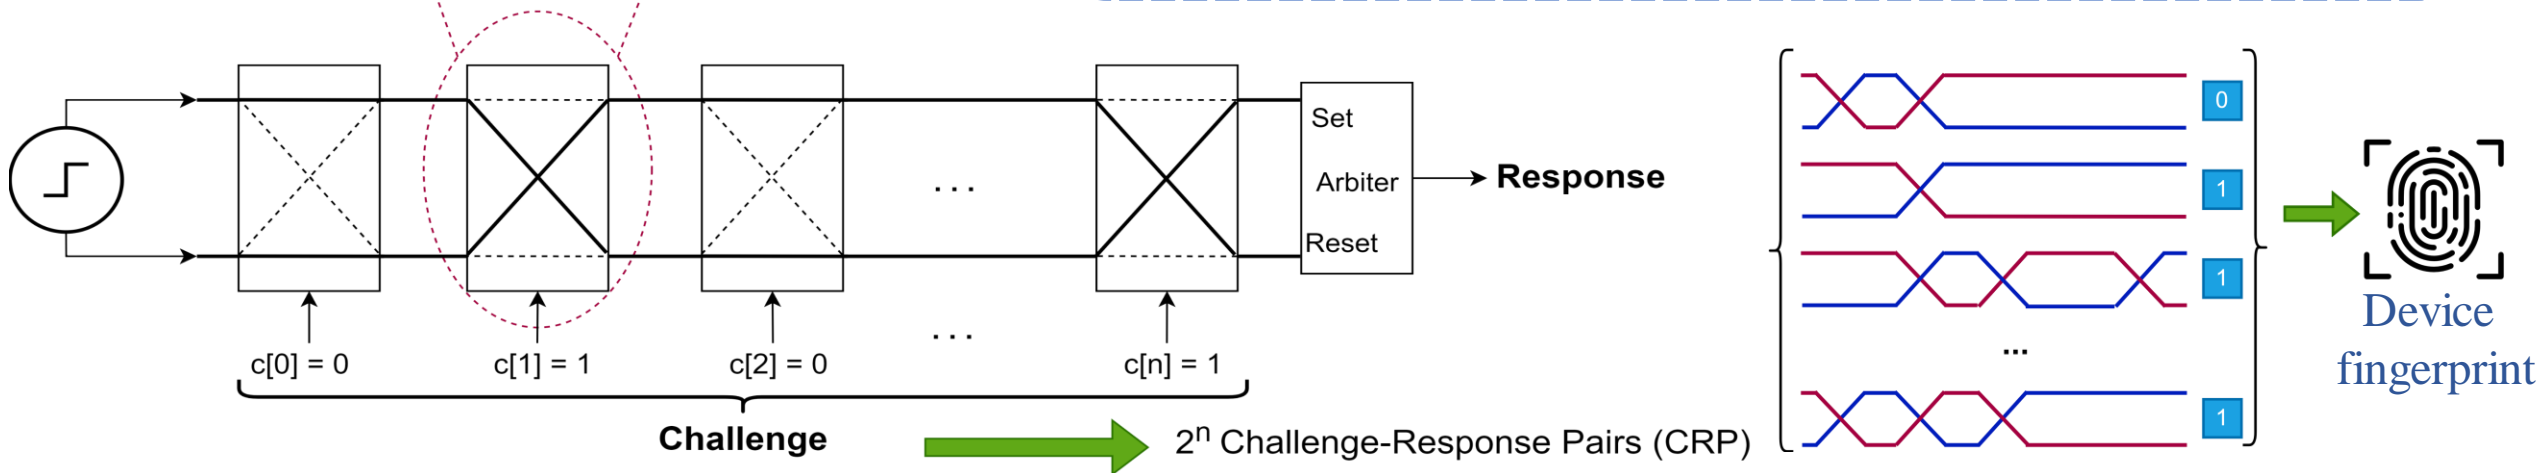 Set
Arbiter
Reset
Response
. . .
. . .
c[0] = 0
c[1] = 1
c[2] = 0
c[n] = 1
Challenge
2ⁿ Challenge-Response Pairs (CRP)
0
1
1
...
1
Device
fingerprint